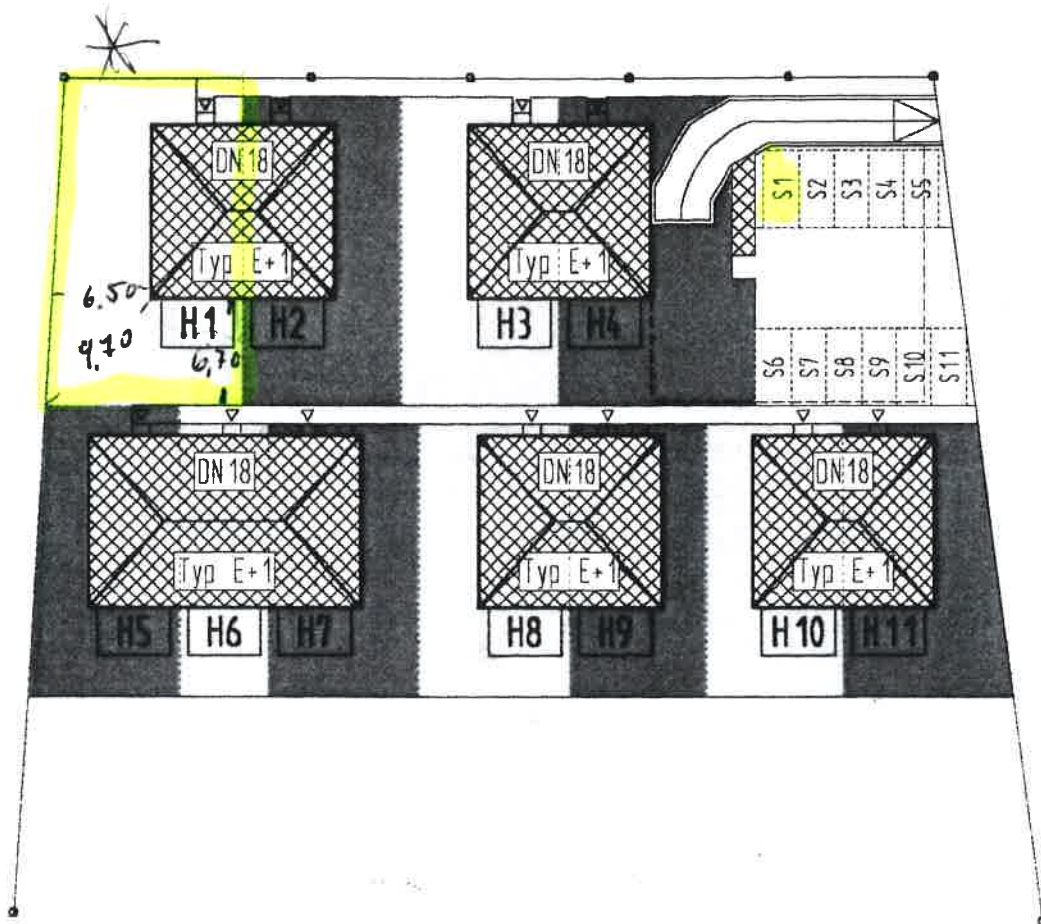 DN 18 DN 18
S1 S2 S3 S4 S5
Typ E+1 Typ E+1
6.50
H1 H2 H3 H4
9.70
6,70
S6 S7 S8 S9 S10 S11
DN 18 DN 18 DN 18
Typ E+1 Typ E+1 Typ E+1
H5 H6 H7 H8 H9 H10 H11